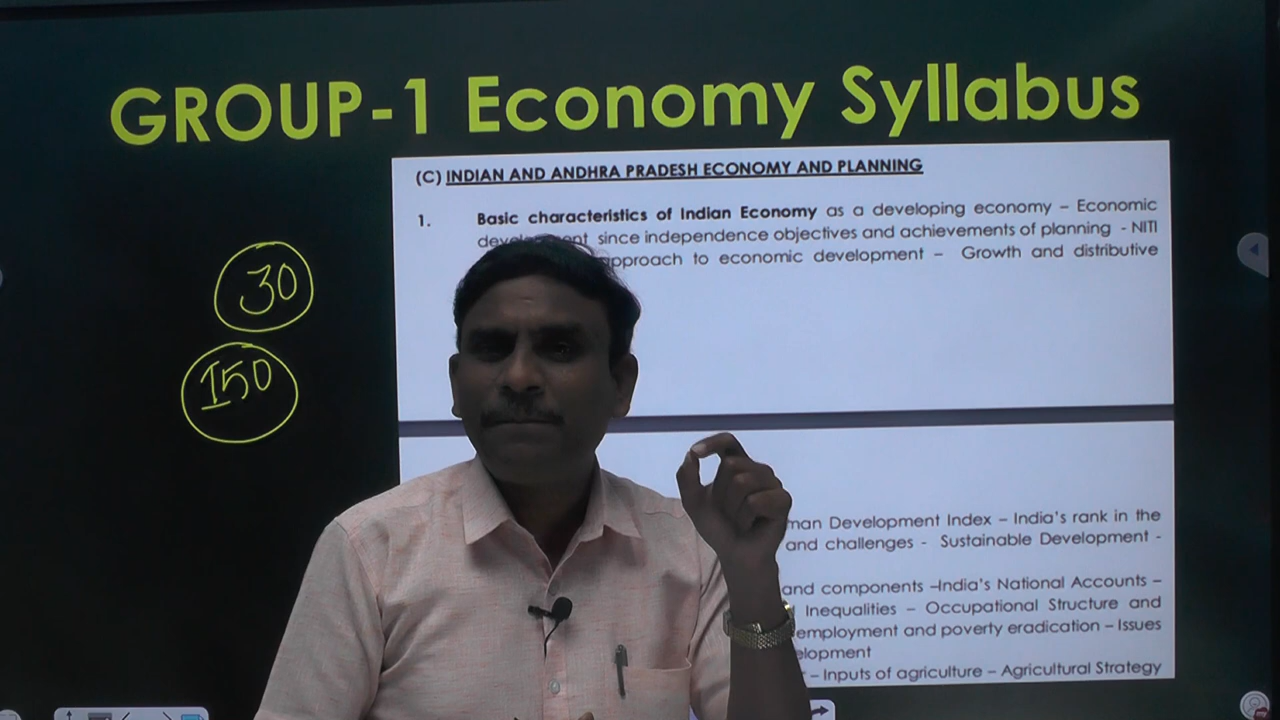 GROUP-1 Economy Syllabus
(C) INDIAN AND ANDHRA PRADESH ECONOMY AND PLANNING
1. Basic characteristics of Indian Economy as a developing economy – Economic
since independence objectives and achievements of planning - NITI
approach to economic development – Growth and distributive
30
150
Development Index – India's rank in the
and challenges - Sustainable Development -
and components –India's National Accounts –
Inequalities – Occupational Structure and
employment and poverty eradication – Issues
– Inputs of agriculture – Agricultural Strategy